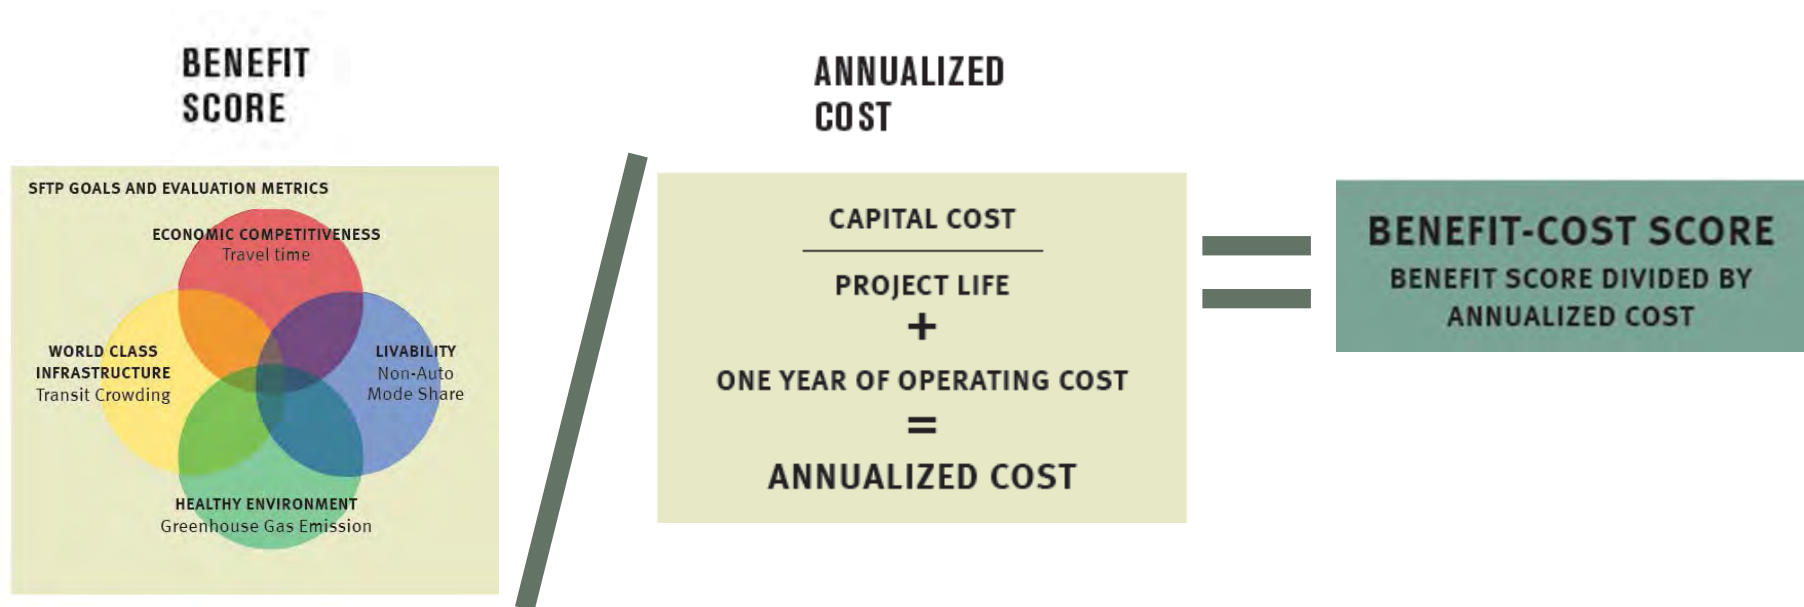 BENEFIT
SCORE
SFTP GOALS AND EVALUATION METRICS
ECONOMIC COMPETITIVENESS
Travel time
WORLD CLASS
INFRASTRUCTURE
Transit Crowding
LIVABILITY
Non-Auto
Mode Share
HEALTHY ENVIRONMENT
Greenhouse Gas Emission
/
ANNUALIZED
COST
CAPITAL COST
PROJECT LIFE
+
ONE YEAR OF OPERATING COST
=
ANNUALIZED COST
=
BENEFIT-COST SCORE
BENEFIT SCORE DIVIDED BY
ANNUALIZED COST